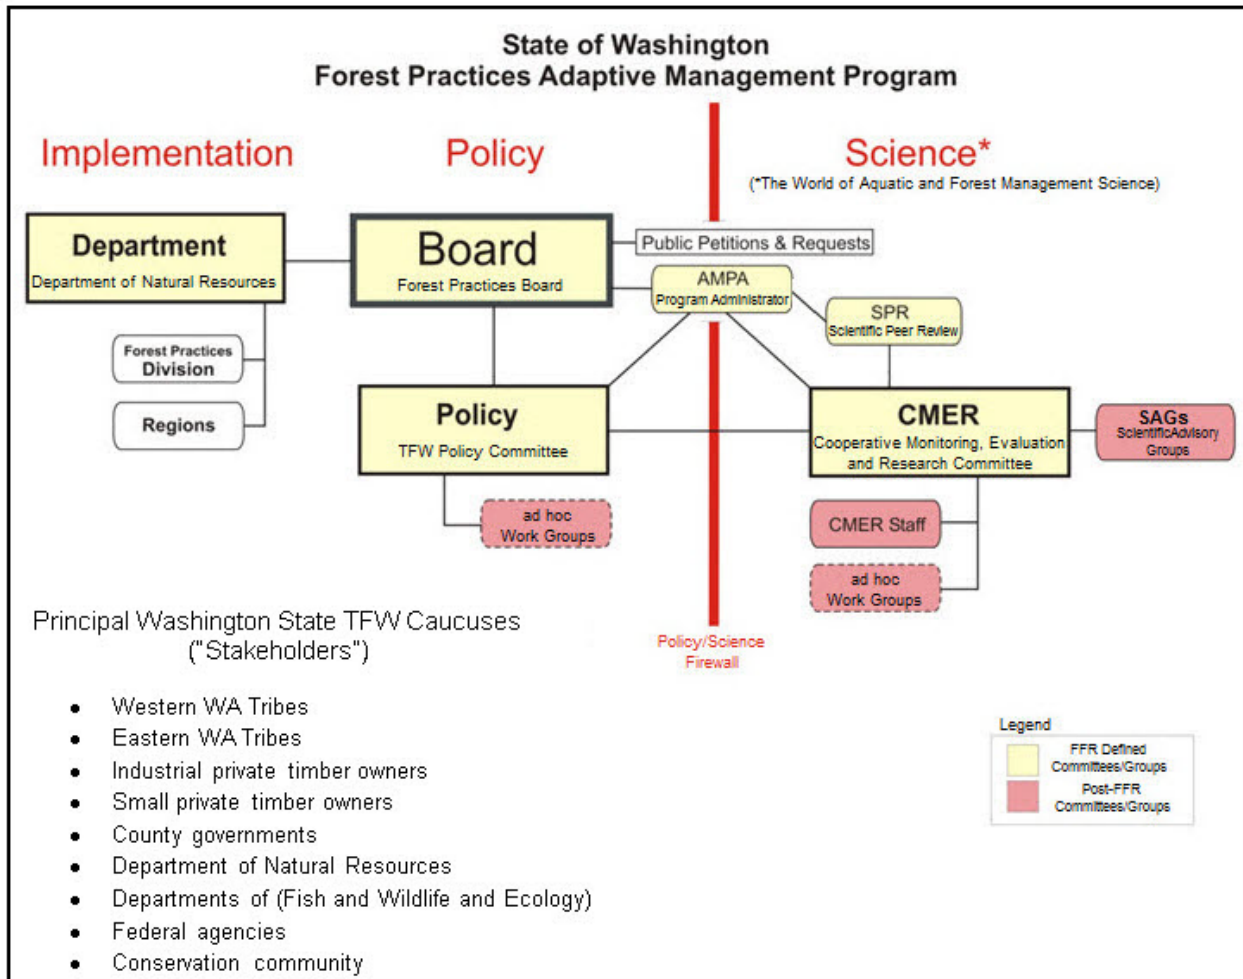 State of Washington
Forest Practices Adaptive Management Program
Implementation
Policy
Science*
(*The World of Aquatic and Forest Management Science)
Department
Department of Natural Resources
Board
Forest Practices Board
Public Petitions & Requests
AMPA
Program Administrator
SPR
Scientific Peer Review
Forest Practices
Division
Regions
Policy
TFW Policy Committee
CMER
Cooperative Monitoring, Evaluation
and Research Committee
SAGs
ScientificAdvisory
Groups
ad hoc
Work Groups
CMER Staff
ad hoc
Work Groups
Policy/Science
Firewall
Principal Washington State TFW Caucuses
("Stakeholders")
• Western WA Tribes
• Eastern WA Tribes
• Industrial private timber owners
• Small private timber owners
• County governments
• Department of Natural Resources
• Departments of (Fish and Wildlife and Ecology)
• Federal agencies
• Conservation community
Legend
FFR Defined
Committees/Groups
Post-FFR
Committees/Groups